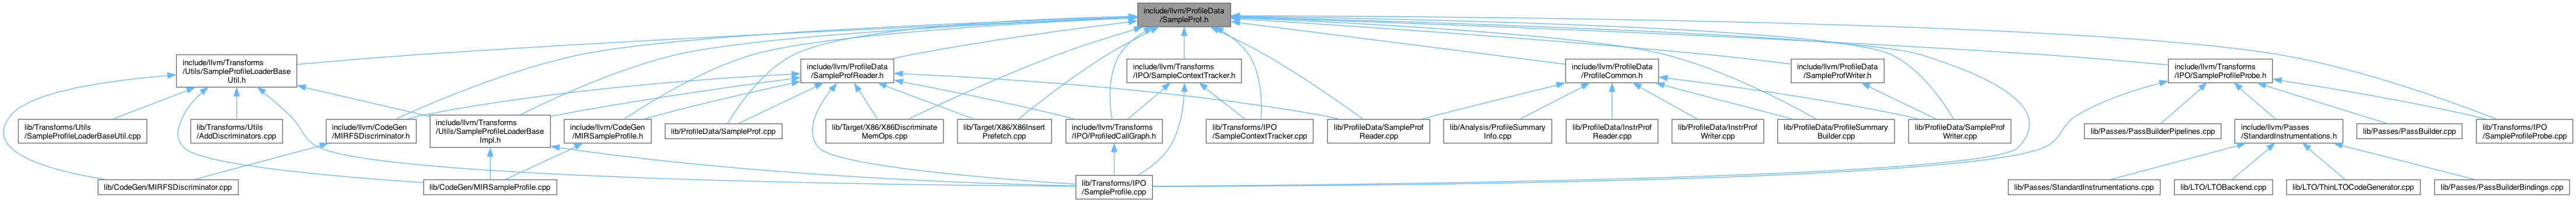 include/llvm/ProfileData
/SampleProf.h
include/llvm/Transforms
/Utils/SampleProfileLoaderBase
Util.h
include/llvm/ProfileData
/SampleProfReader.h
include/llvm/Transforms
/IPO/SampleContextTracker.h
include/llvm/ProfileData
/ProfileCommon.h
include/llvm/ProfileData
/SampleProfWriter.h
include/llvm/Transforms
/IPO/SampleProfileProbe.h
lib/Transforms/Utils
/SampleProfileLoaderBaseUtil.cpp
lib/Transforms/Utils
/AddDiscriminators.cpp
include/llvm/CodeGen
/MIRFSDiscriminator.h
include/llvm/Transforms
/Utils/SampleProfileLoaderBase
Impl.h
include/llvm/CodeGen
/MIRSampleProfile.h
lib/ProfileData/SampleProf.cpp
lib/Target/X86/X86Discriminate
MemOps.cpp
lib/Target/X86/X86Insert
Prefetch.cpp
include/llvm/Transforms
/IPO/ProfiledCallGraph.h
lib/Transforms/IPO
/SampleContextTracker.cpp
lib/ProfileData/SampleProf
Reader.cpp
lib/Analysis/ProfileSummary
Info.cpp
lib/ProfileData/InstrProf
Reader.cpp
lib/ProfileData/InstrProf
Writer.cpp
lib/ProfileData/ProfileSummary
Builder.cpp
lib/ProfileData/SampleProf
Writer.cpp
lib/Passes/PassBuilderPipelines.cpp
include/llvm/Passes
/StandardInstrumentations.h
lib/Passes/PassBuilder.cpp
lib/Transforms/IPO
/SampleProfileProbe.cpp
lib/CodeGen/MIRFSDiscriminator.cpp
lib/CodeGen/MIRSampleProfile.cpp
lib/Transforms/IPO
/SampleProfile.cpp
lib/Passes/StandardInstrumentations.cpp
lib/LTO/LTOBackend.cpp
lib/LTO/ThinLTOCodeGenerator.cpp
lib/Passes/PassBuilderBindings.cpp